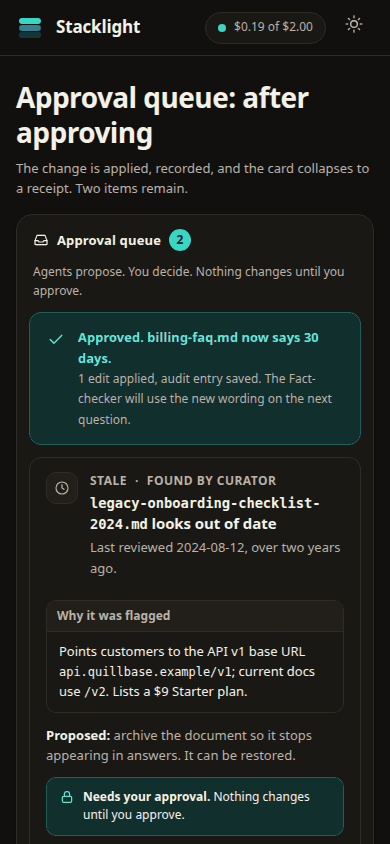 Stacklight
$0.19 of $2.00
Approval queue: after
approving
The change is applied, recorded, and the card collapses to
a receipt. Two items remain.
Approval queue 2
Agents propose. You decide. Nothing changes until you
approve.
Approved. billing-faq.md now says 30
days.
1 edit applied, audit entry saved. The Fact-
checker will use the new wording on the next
question.
STALE · FOUND BY CURATOR
legacy-onboarding-checklist-
2024.md looks out of date
Last reviewed 2024-08-12, over two years
ago.
Why it was flagged
Points customers to the API v1 base URL
api.quillbase.example/v1; current docs
use /v2. Lists a $9 Starter plan.
Proposed: archive the document so it stops
appearing in answers. It can be restored.
Needs your approval. Nothing changes
until you approve.